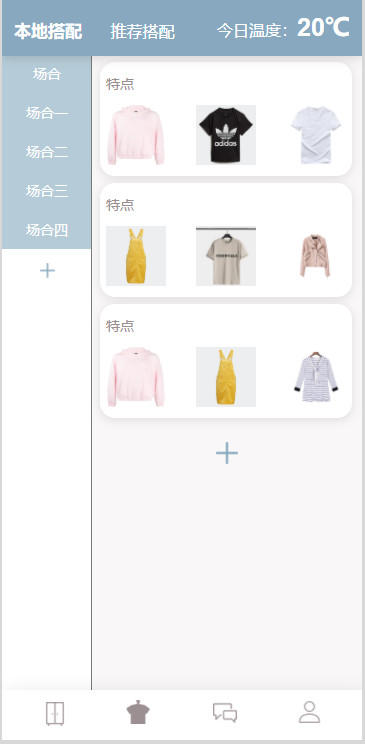 本地搭配 推荐搭配 今日温度：20℃
场合
场合一
场合二
场合三
场合四
特点
adidas
特点
特点